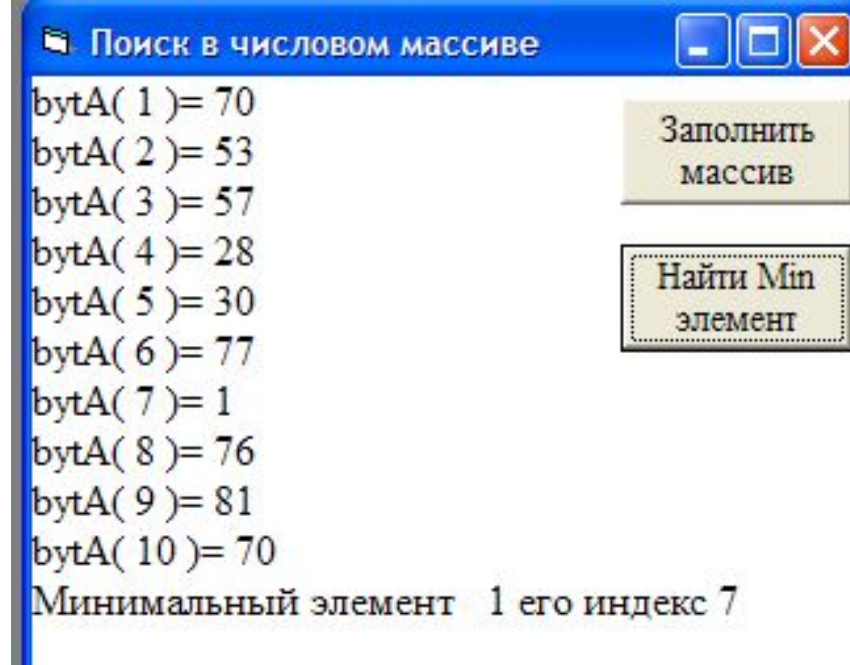 Поиск в числовом массиве
bytA( 1 )= 70
bytA( 2 )= 53
bytA( 3 )= 57
bytA( 4 )= 28
bytA( 5 )= 30
bytA( 6 )= 77
bytA( 7 )= 1
bytA( 8 )= 76
bytA( 9 )= 81
bytA( 10 )= 70
Минимальный элемент 1 его индекс 7
Заполнить
массив
Найти Min
элемент